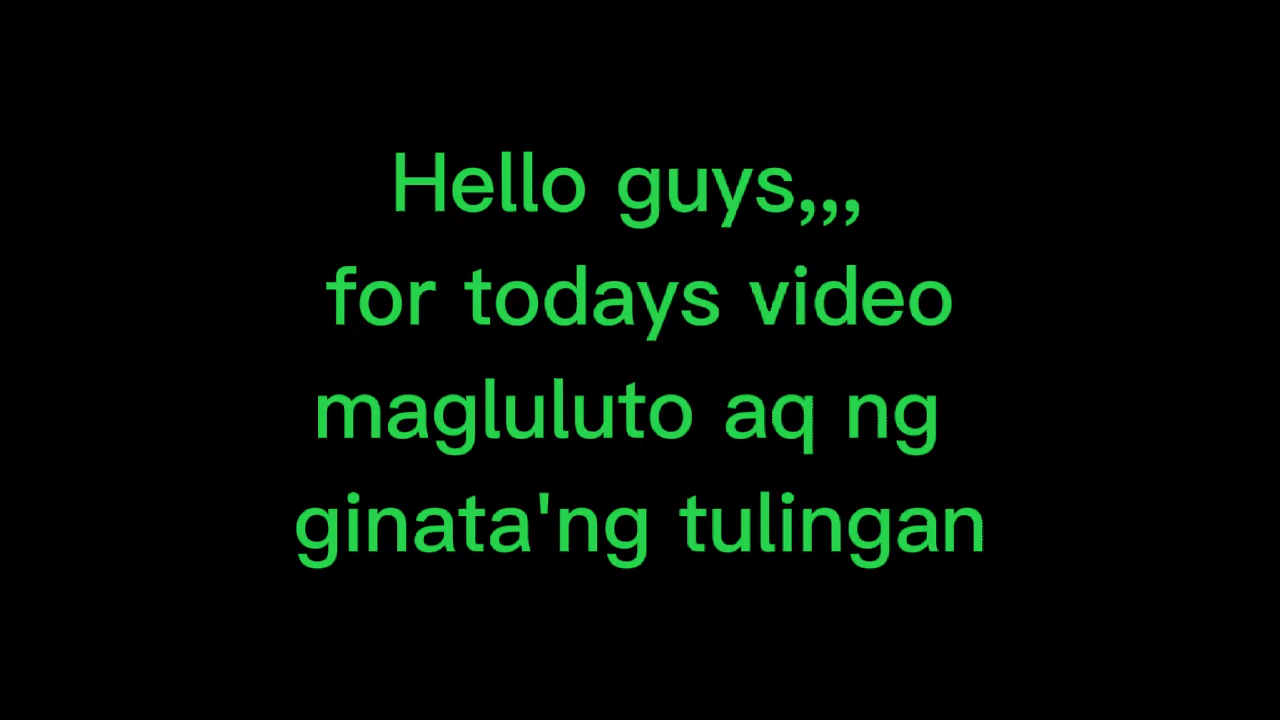 Hello guys,,,
for todays video
magluluto aq ng
ginata'ng tulingan